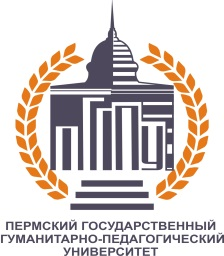 ПГГПУ
ПЕРМСКИЙ ГОСУДАРСТВЕННЫЙ
ГУМАНИТАРНО-ПЕДАГОГИЧЕСКИЙ
УНИВЕРСИТЕТ